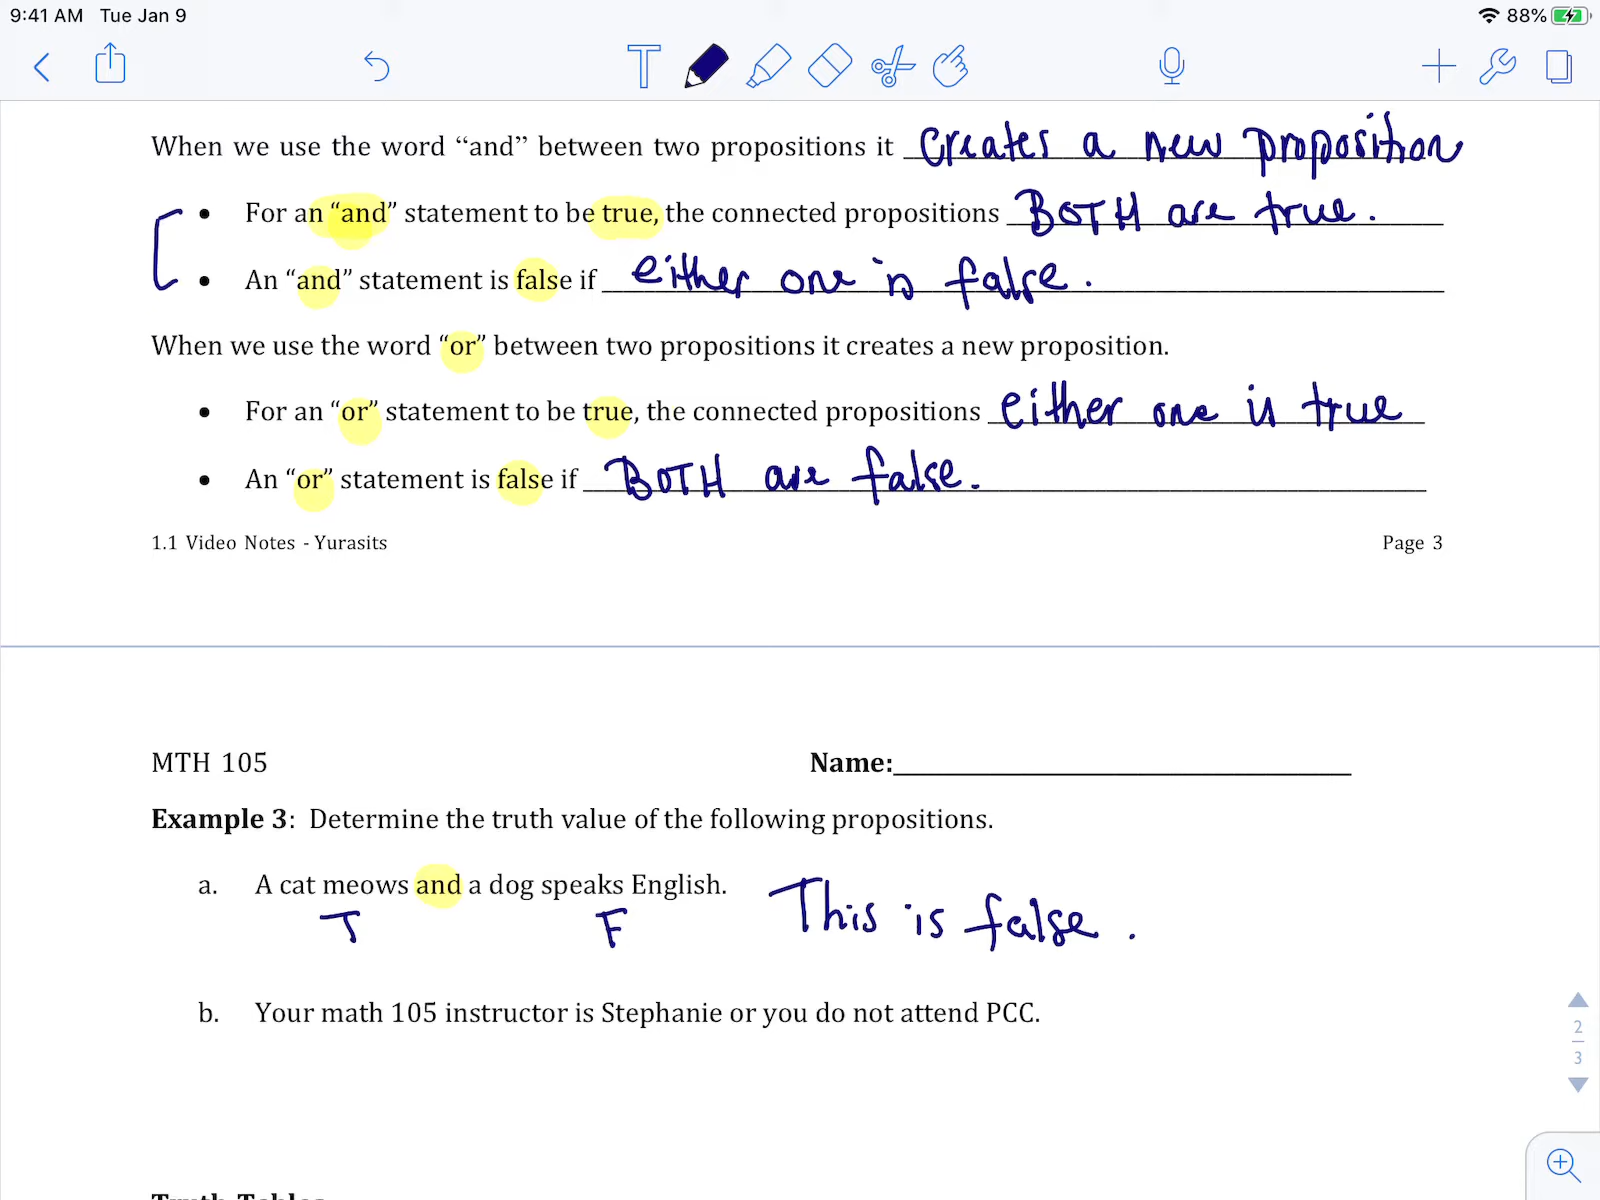 9:41 AM Tue Jan 9 88%
When we use the word “and” between two propositions it creates a new proposition
• For an “and” statement to be true, the connected propositions BOTH are true.
• An “and” statement is false if either one is false.
When we use the word “or” between two propositions it creates a new proposition.
• For an “or” statement to be true, the connected propositions either one is true
• An “or” statement is false if BOTH are false.
1.1 Video Notes - Yurasits Page 3
MTH 105 Name:
Example 3: Determine the truth value of the following propositions.
a. A cat meows and a dog speaks English. This is false.
T F
b. Your math 105 instructor is Stephanie or you do not attend PCC.
2
3
Truth Tables